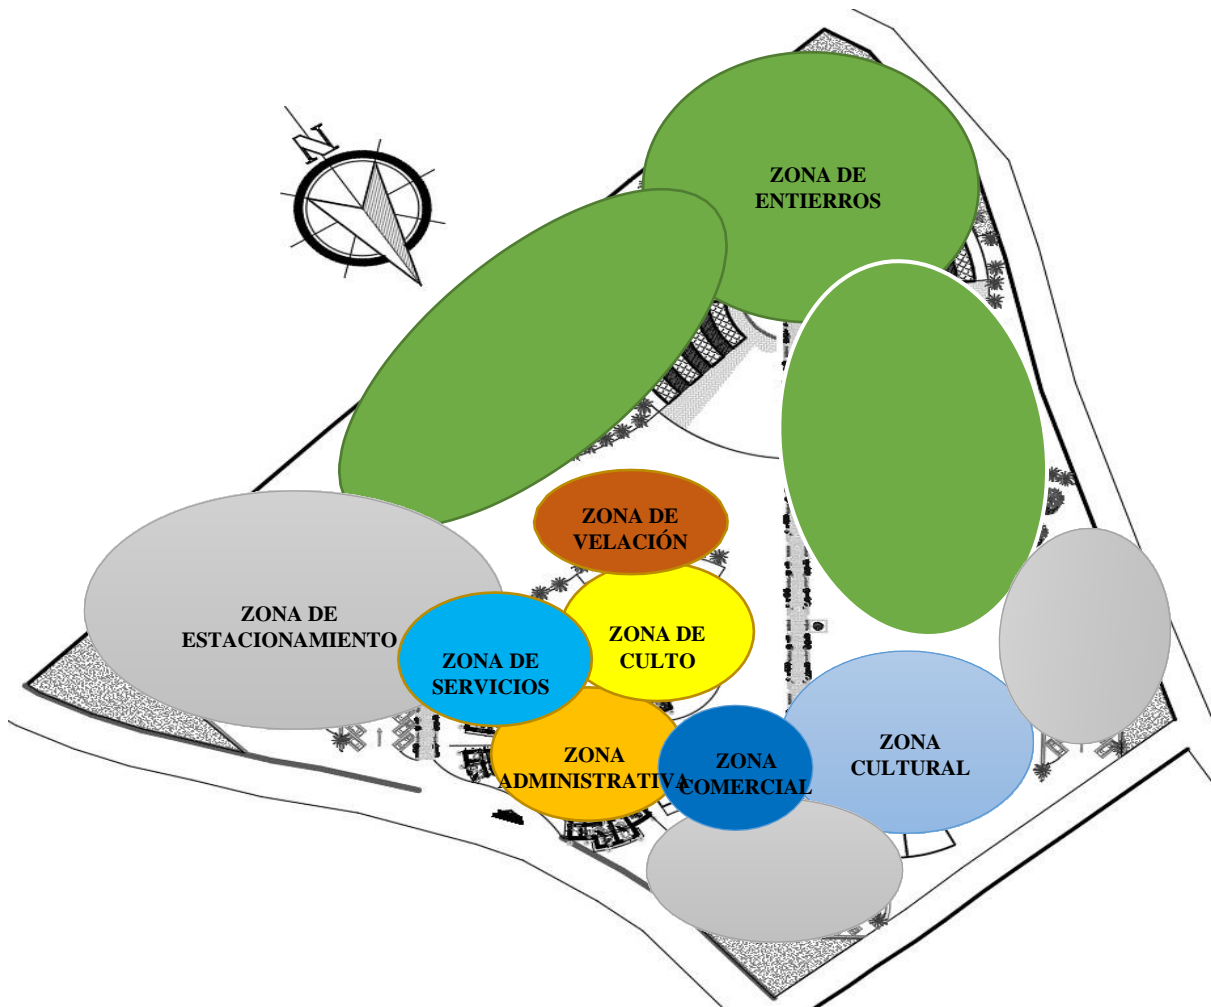 N
ZONA DE
ENTIERROS
ZONA DE
VELACIÓN
ZONA DE
ESTACIONAMIENTO
ZONA DE
CULTO
ZONA DE
SERVICIOS
ZONA
ADMINISTRATIVA
ZONA
COMERCIAL
ZONA
CULTURAL